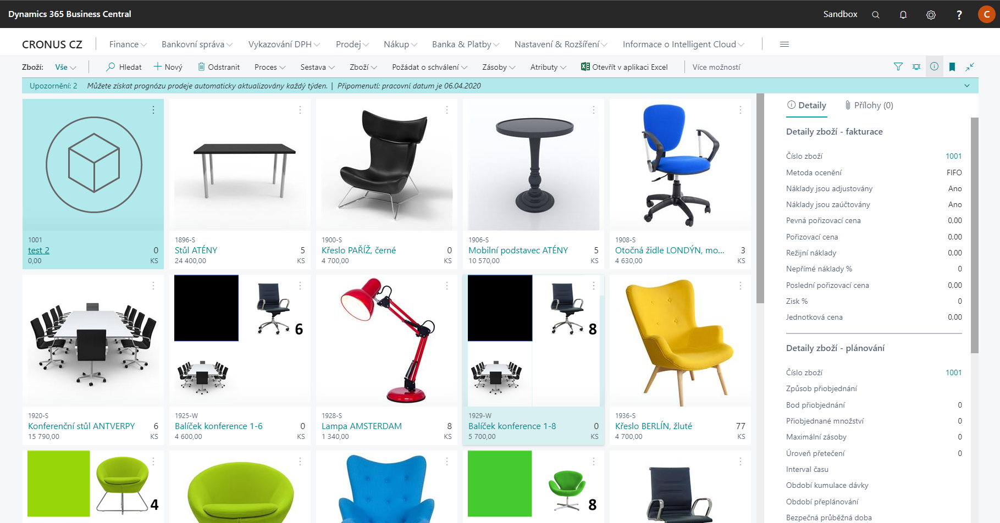 Dynamics 365 Business Central
Sandbox
?
C
CRONUS CZ
Finance
Bankovní správa
Vykazování DPH
Prodej
Nákup
Banka & Platby
Nastavení & Rozšíření
Informace o Intelligent Cloud
Zboží:
Vše
Hledat
Nový
Odstranit
Proces
Sestava
Zboží
Požádat o schválení
Zásoby
Atributy
Otevřít v aplikaci Excel
Více možností
Upozornění: 2
Můžete získat prognózu prodeje automaticky aktualizovány každý týden. | Připomenutí: pracovní datum je 06.04.2020
1001
test 2 0
0,00 KS
1896-S
Stůl ATÉNY 5
24 400,00 KS
1900-S
Křeslo PAŘÍŽ, černé 0
4 700,00 KS
1906-S
Mobilní podstavec ATÉNY 5
10 570,00 KS
1908-S
Otočná židle LONDÝN, mo... 3
4 630,00 KS
1920-S
Konferenční stůl ANTVERPY 6
15 790,00 KS
6
1925-W
Balíček konference 1-6 0
4 600,00 KS
1928-S
Lampa AMSTERDAM 8
1 340,00 KS
8
1929-W
Balíček konference 1-8 0
5 700,00 KS
1936-S
Křeslo BERLÍN, žluté 77
4 700,00 KS
4
8
Detaily
Přílohy (0)
Detaily zboží - fakturace
Číslo zboží 1001
Metoda ocenění FIFO
Náklady jsou adjustovány Ano
Náklady jsou zaúčtovány Ano
Pevná pořizovací cena 0,00
Pořizovací cena 0,00
Režijní náklady 0,00
Nepřímé náklady % 0
Poslední pořizovací cena 0,00
Zisk % 0
Jednotková cena 0,00
Detaily zboží - plánování
Číslo zboží 1001
Způsob přiobjednání
Bod přiobjednání 0
Přiobjednané množství 0
Maximální zásoby 0
Úroveň přetečení 0
Interval času
Období kumulace dávky
Období přeplánování
Bezpečná průběžná doba